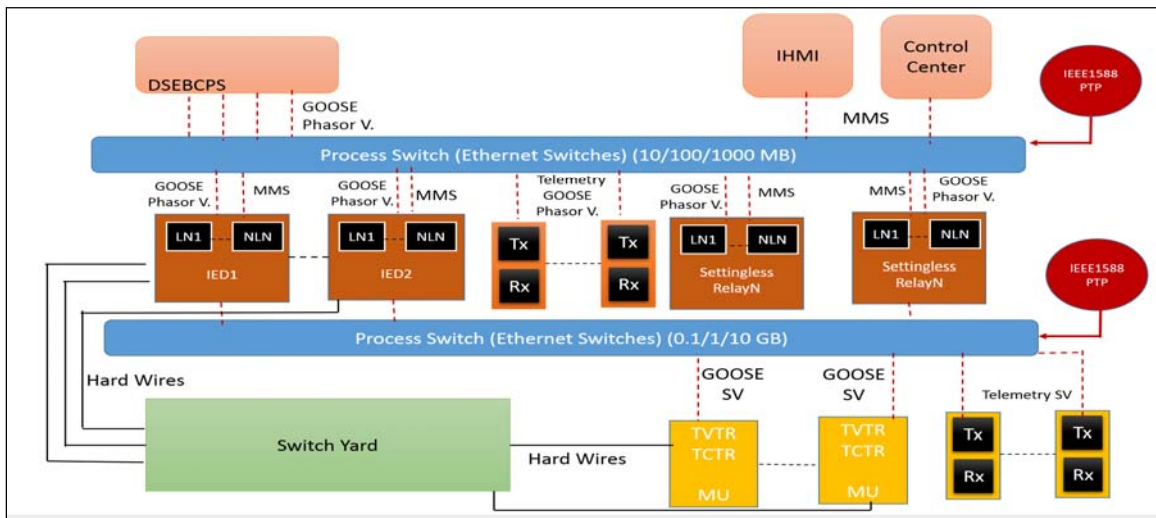 DSEBCPS
IHMI
Control
Center
IEEE1588
PTP
GOOSE
Phasor V.
MMS
Process Switch (Ethernet Switches) (10/100/1000 MB)
GOOSE
Phasor V.
MMS
GOOSE
Phasor V.
MMS
Telemetry
GOOSE
Phasor V.
GOOSE
Phasor V.
MMS
MMS
GOOSE
Phasor V.
LN1
NLN
IED1
LN1
NLN
IED2
Tx
Rx
Tx
Rx
LN1
NLN
Settingless
RelayN
LN1
NLN
Settingless
RelayN
IEEE1588
PTP
Process Switch (Ethernet Switches) (0.1/1/10 GB)
Hard Wires
GOOSE
SV
GOOSE
SV
Telemetry SV
Switch Yard
Hard Wires
TVTR
TCTR
MU
TVTR
TCTR
MU
Tx
Rx
Tx
Rx